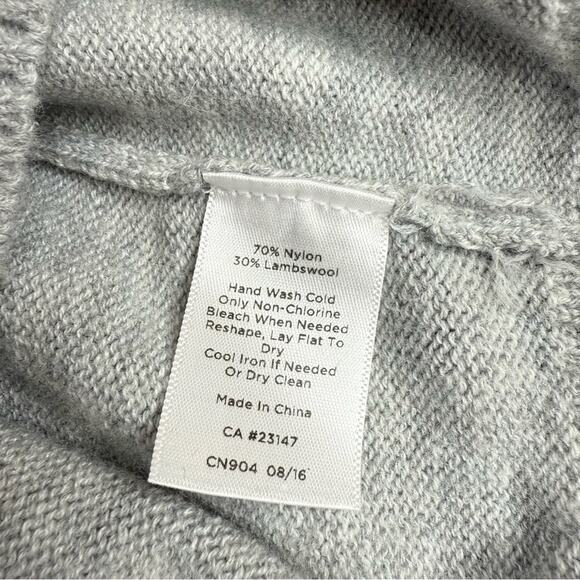 70% Nylon
30% Lambswool
Hand Wash Cold
Only Non-Chlorine
Bleach When Needed
Reshape, Lay Flat To
Dry
Cool Iron If Needed
Or Dry Clean
Made In China
CA #23147
CN904 08/16